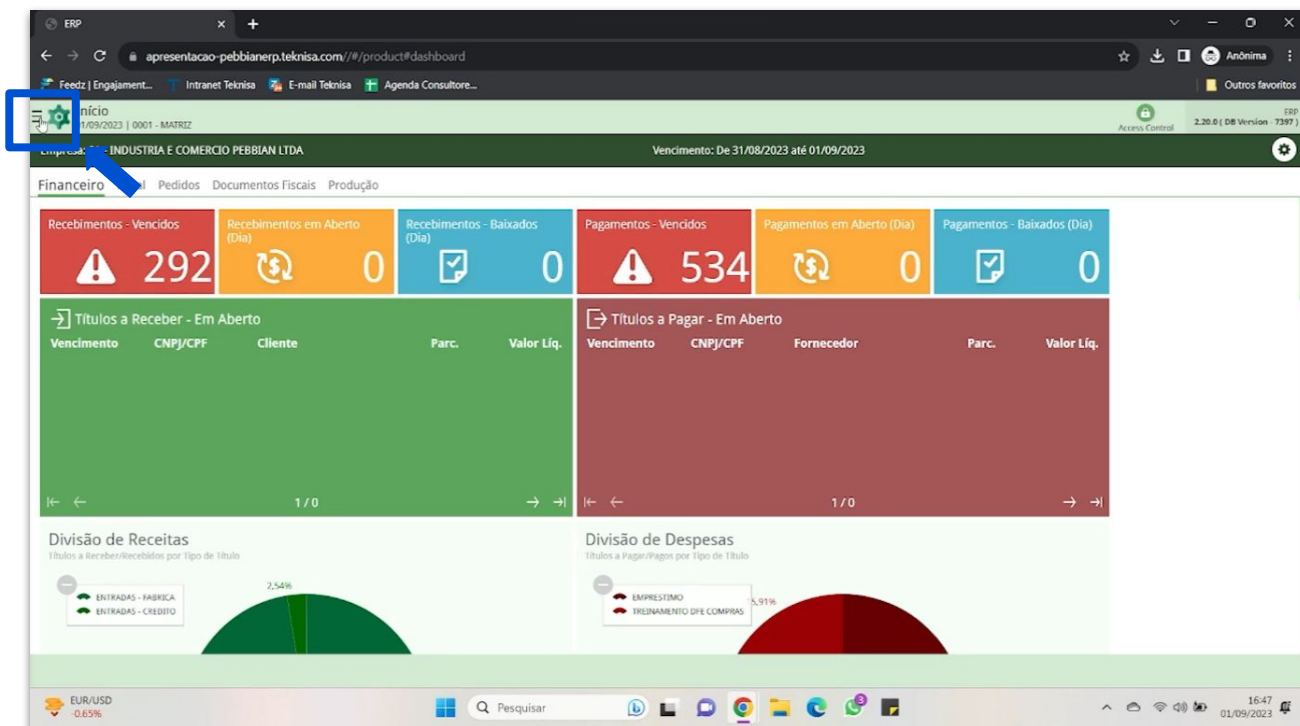 ERP
apresentacao-pebbianerp.teknisa.com//#/product#dashboard
Anônima
Feedz | Engajament... Intranet Teknisa E-mail Teknisa Agenda Consultore...
Outros favoritos
Início
01/09/2023 | 0001 - MATRIZ
Access Control
ERP
2.20.0 ( DB Version - 7397 )
INDUSTRIA E COMERCIO PEBBIAN LTDA
Vencimento: De 31/08/2023 até 01/09/2023
Financeiro Pedidos Documentos Fiscais Produção
Recebimentos - Vencidos
292
Recebimentos em Aberto
(Dia)
0
Recebimentos - Baixados
(Dia)
0
Pagamentos - Vencidos
534
Pagamentos em Aberto (Dia)
0
Pagamentos - Baixados (Dia)
0
Títulos a Receber - Em Aberto
Vencimento CNPJ/CPF Cliente Parc. Valor Líq.
1 / 0
Títulos a Pagar - Em Aberto
Vencimento CNPJ/CPF Fornecedor Parc. Valor Líq.
1 / 0
Divisão de Receitas
Títulos a Receber/Recebidos por Tipo de Título
ENTRADAS - FABRICA
ENTRADAS - CREDITO
2,54%
Divisão de Despesas
Títulos a Pagar/Pagos por Tipo de Título
EMPRESTIMO
TREINAMENTO DFE COMPRAS
5,91%
EUR/USD
-0.65%
Pesquisar
3
16:47
01/09/2023